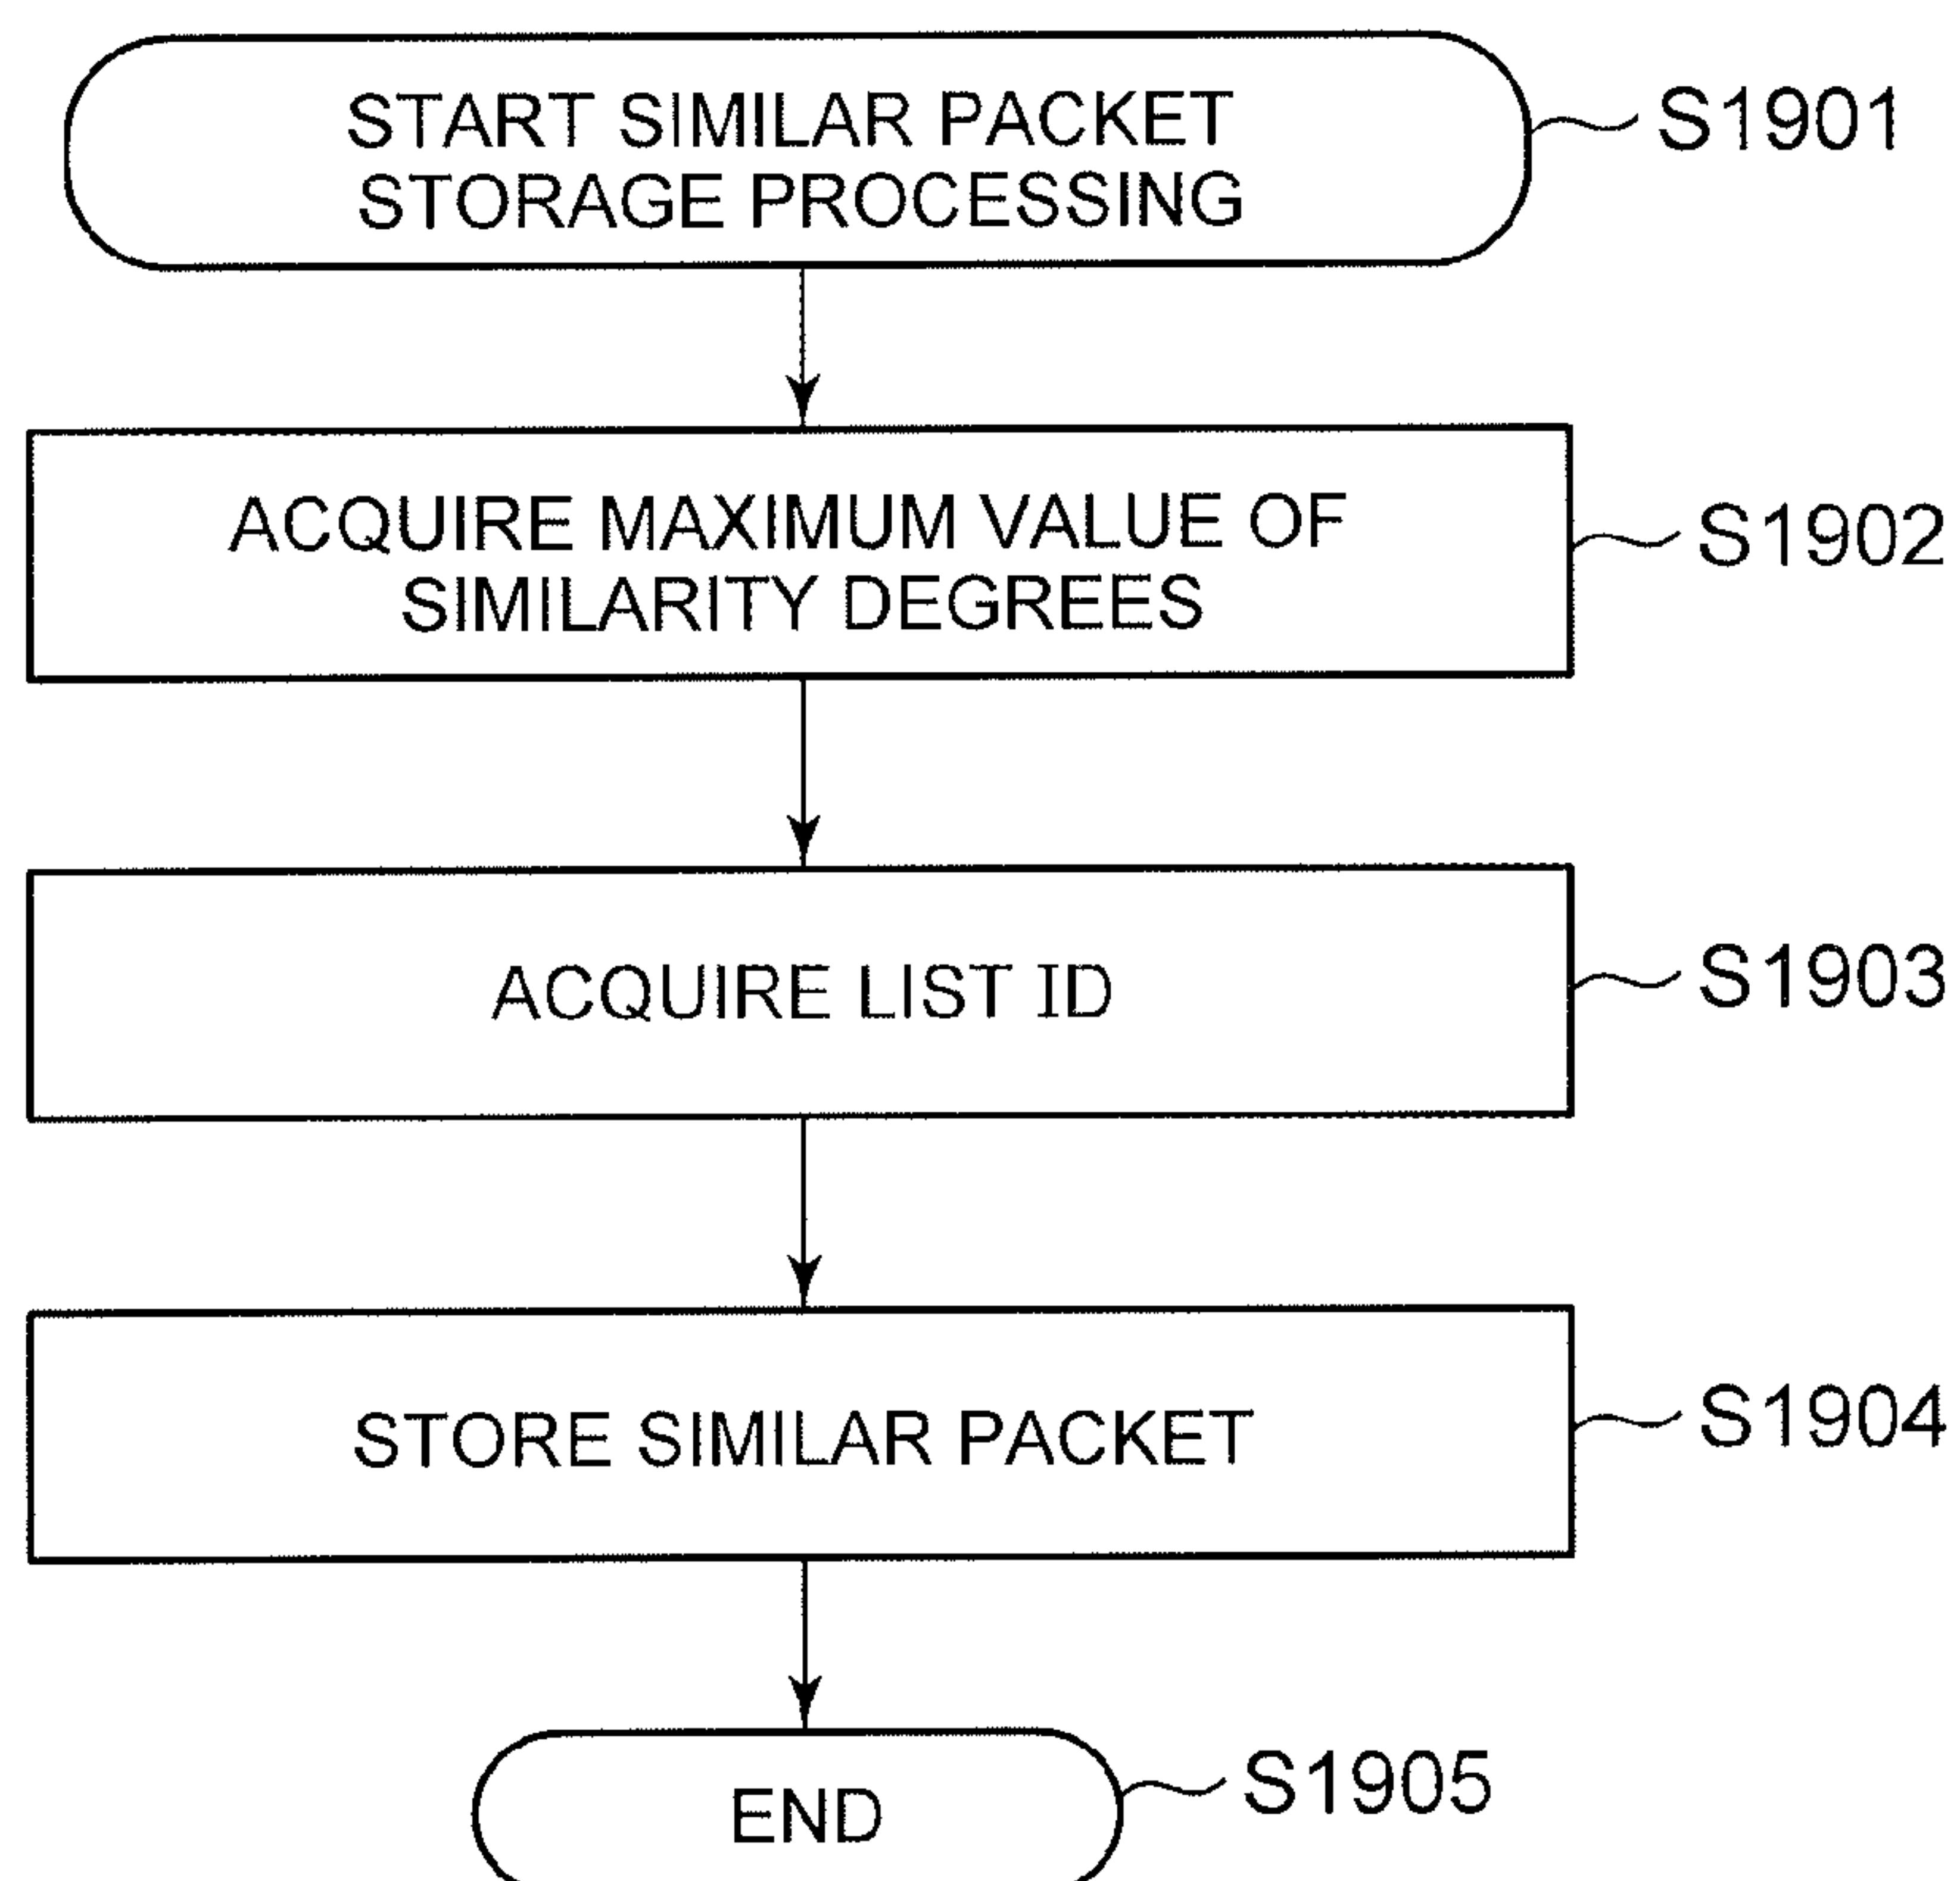 START SIMILAR PACKET
STORAGE PROCESSING
S1901
ACQUIRE MAXIMUM VALUE OF
SIMILARITY DEGREES
S1902
ACQUIRE LIST ID
S1903
STORE SIMILAR PACKET
S1904
END
S1905